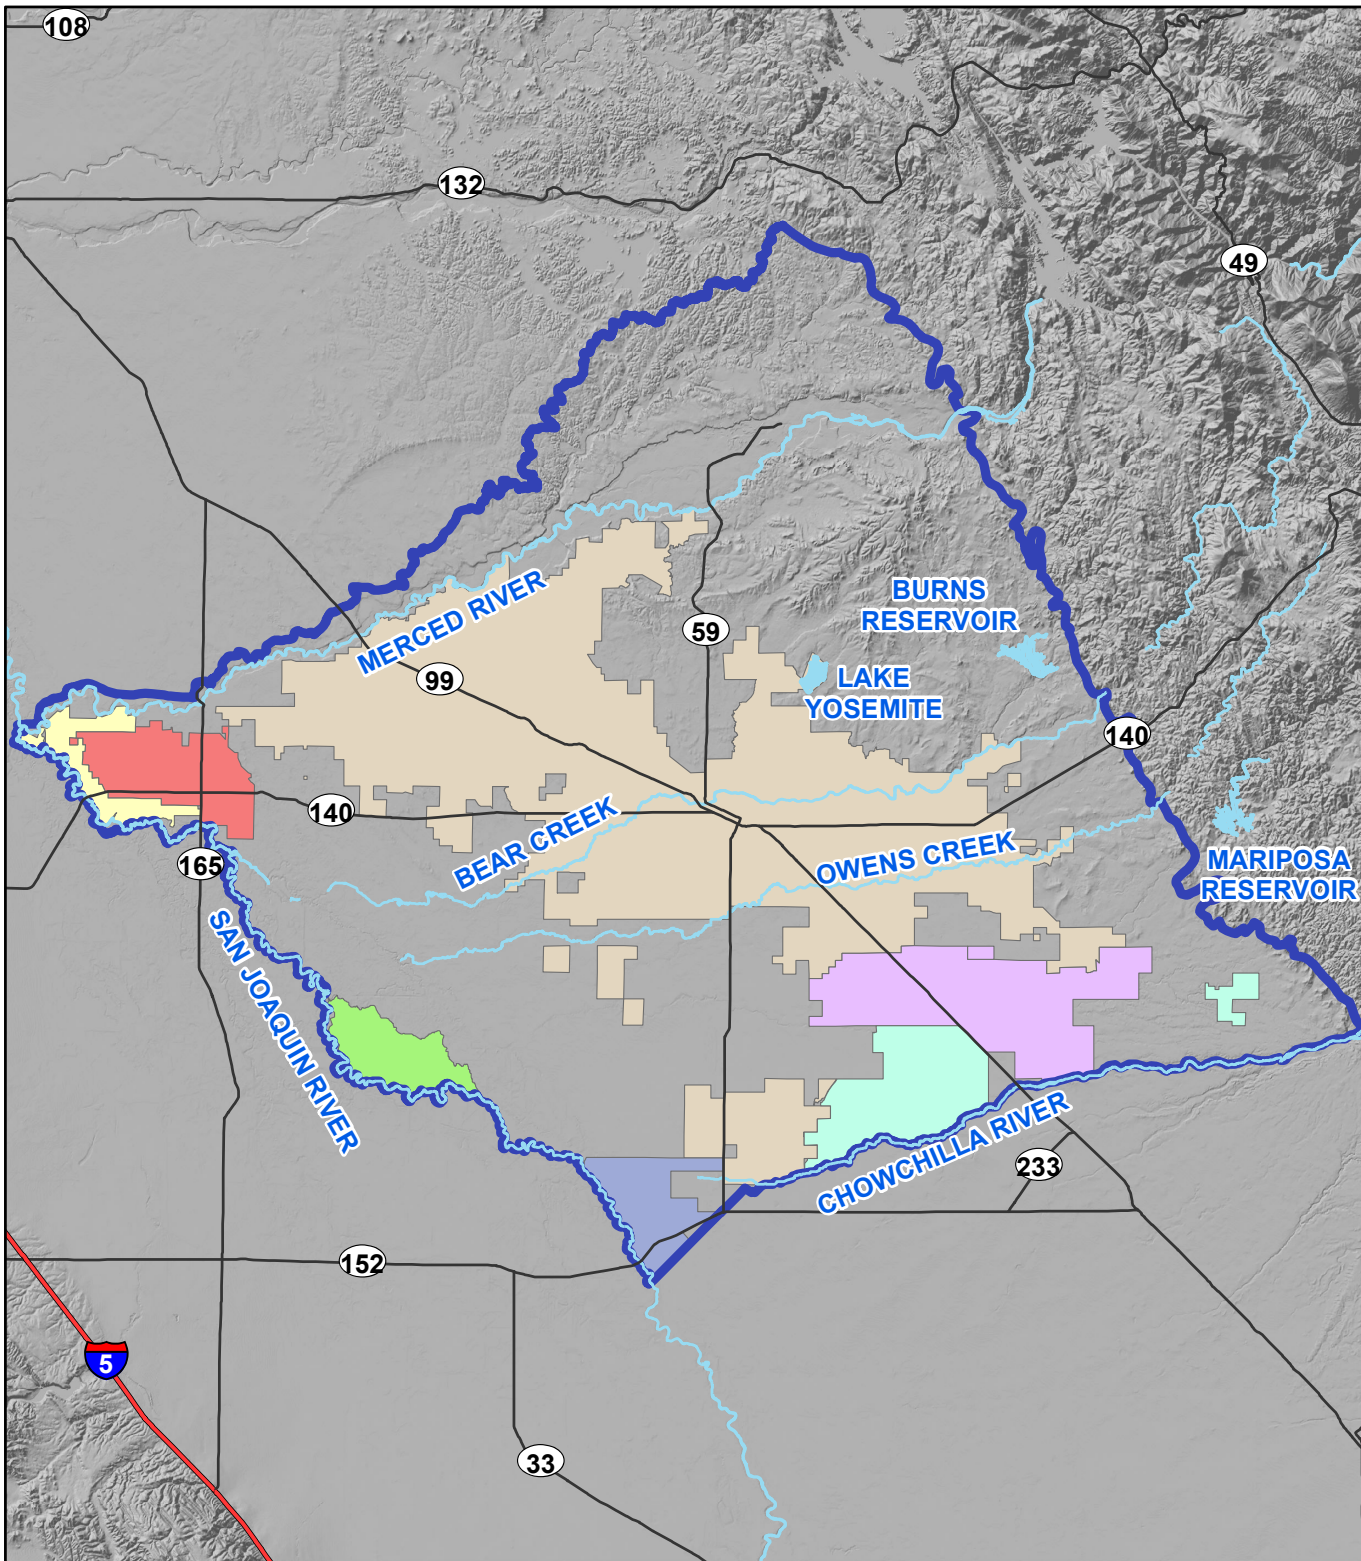 108
132
49
BURNS
RESERVOIR
MERCED RIVER
59
99
LAKE
YOSEMITE
140
140
BEAR CREEK
OWENS CREEK
165
MARIPOSA
RESERVOIR
SAN JOAQUIN RIVER
CHOWCHILLA RIVER
233
152
5
33